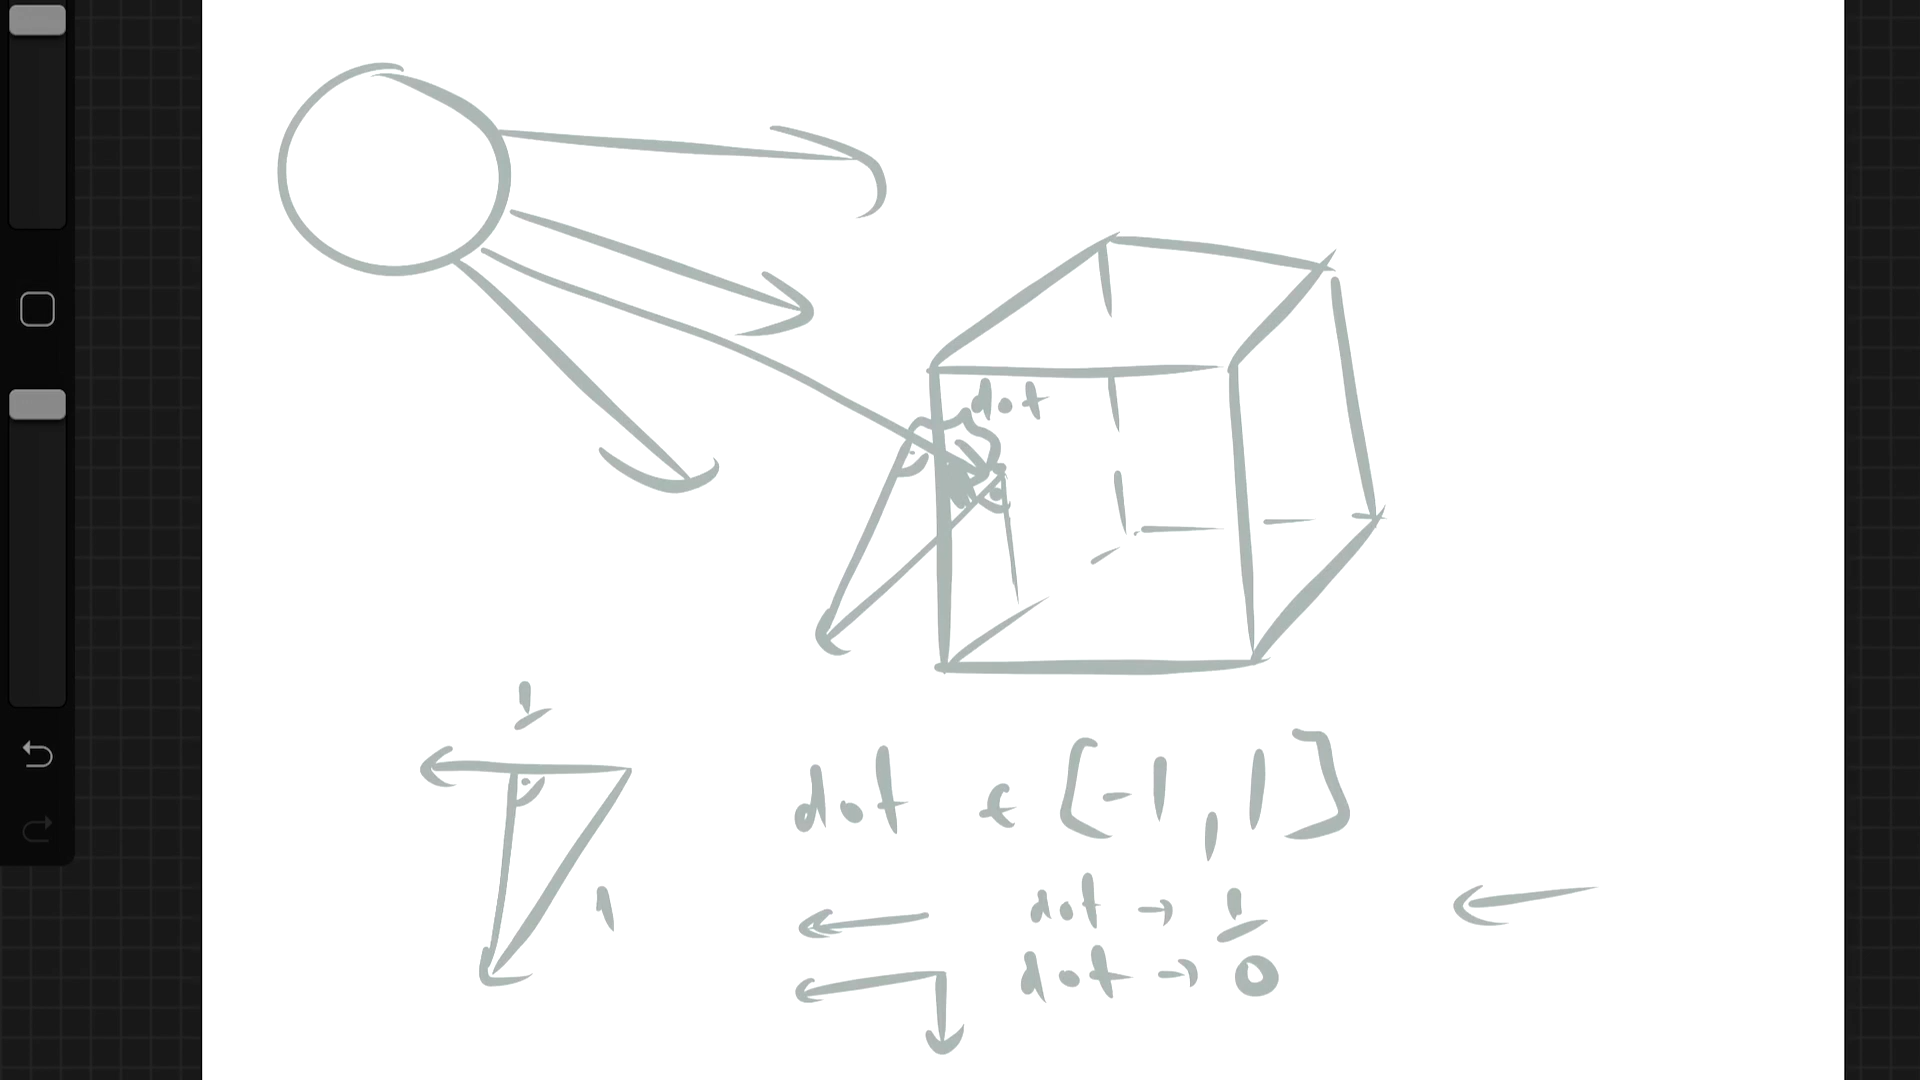 dot
1
dot ∈ [-1, 1]
1
dot → 1
dot → 0